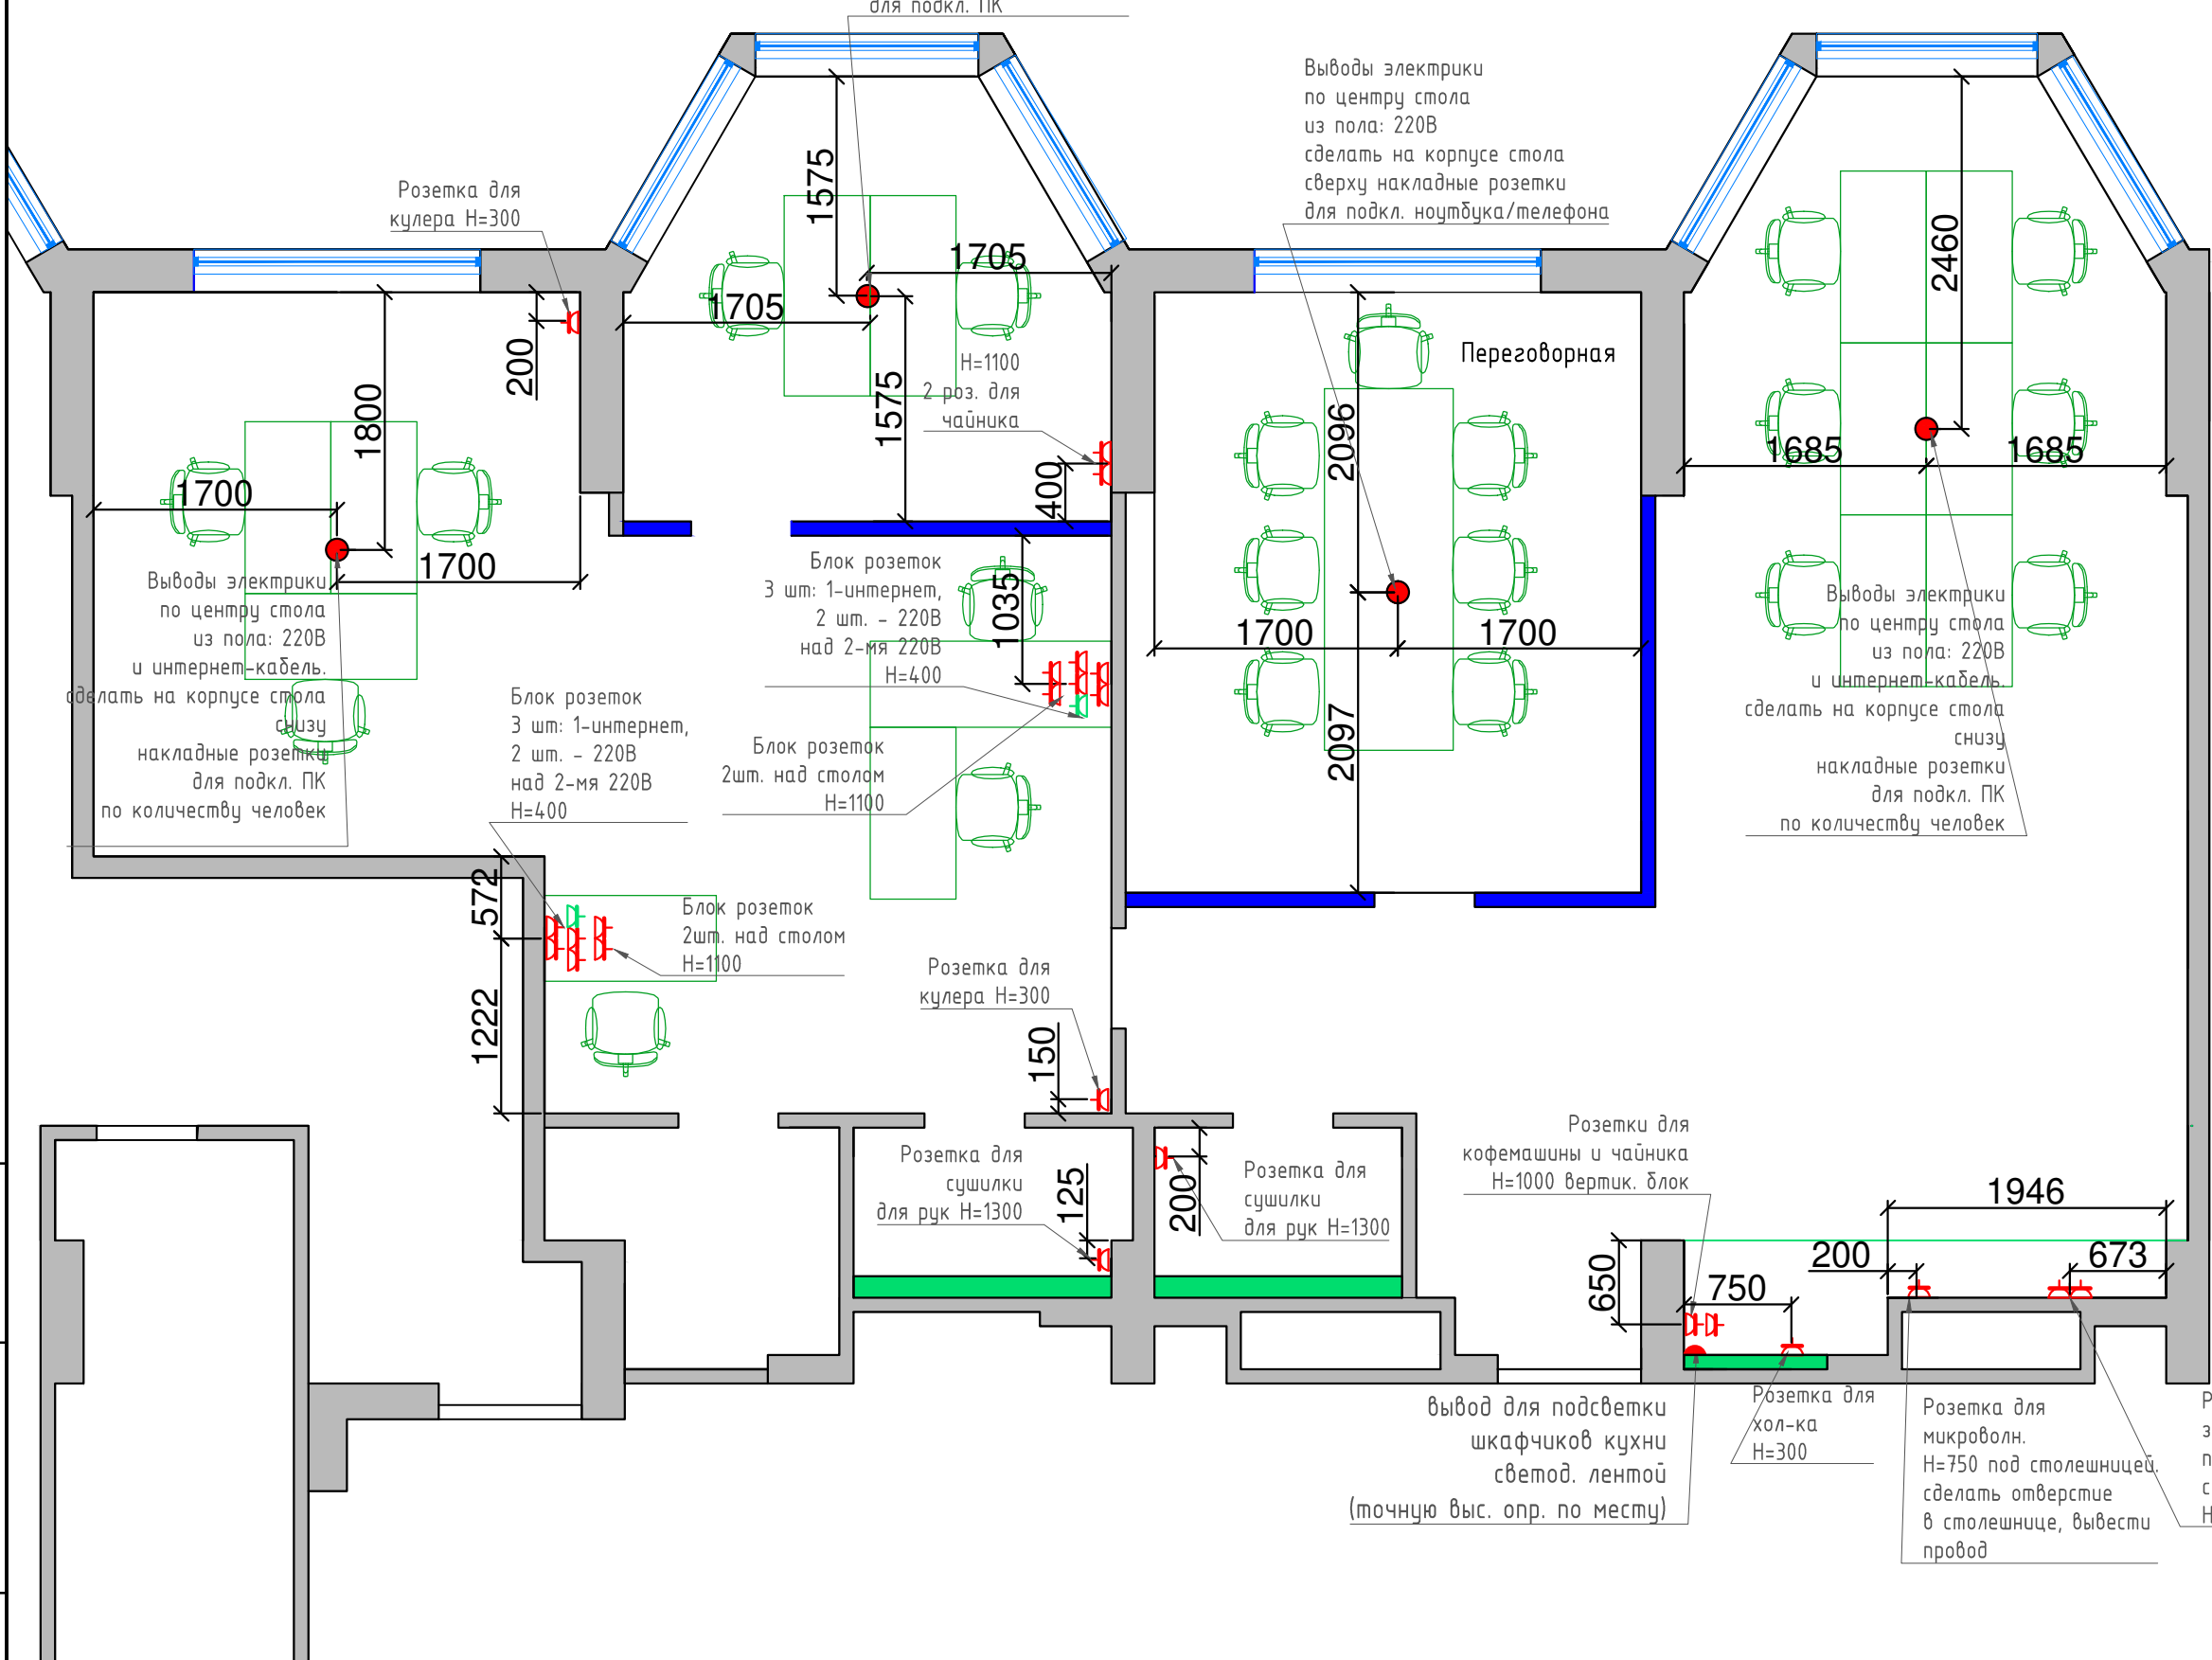 для подкл. ПК
Выводы электрики
по центру стола
из пола: 220В
сделать на корпусе стола
сверху накладные розетки
для подкл. ноутбука/телефона
Розетка для
кулера Н=300
1575
1705
1705
2460
200
1800
Н=1100
2 роз. для
чайника
1575
400
Переговорная
2096
1685
1685
1700
1700
Выводы электрики
по центру стола
из пола: 220В
и интернет-кабель.
сделать на корпусе стола
снизу
накладные розетки
для подкл. ПК
по количеству человек
Блок розеток
3 шт: 1-интернет,
2 шт. - 220В
над 2-мя 220В
Н=400
1035
1700
1700
2097
Выводы электрики
по центру стола
из пола: 220В
и интернет-кабель.
сделать на корпусе стола
снизу
накладные розетки
для подкл. ПК
по количеству человек
Блок розеток
3 шт: 1-интернет,
2 шт. - 220В
над 2-мя 220В
Н=400
Блок розеток
2шт. над столом
Н=1100
572
Блок розеток
2шт. над столом
Н=1100
1222
Розетка для
кулера Н=300
150
Розетка для
сушилки
для рук Н=1300
125
200
Розетка для
сушилки
для рук Н=1300
Розетки для
кофемашины и чайника
Н=1000 вертик. блок
1946
200
673
650
750
вывод для подсветки
шкафчиков кухни
светод. лентой
(точную выс. опр. по месту)
Розетка для
хол-ка
Н=300
Розетка для
микроволн.
Н=750 под столешницей.
сделать отверстие
в столешнице, вывести
провод